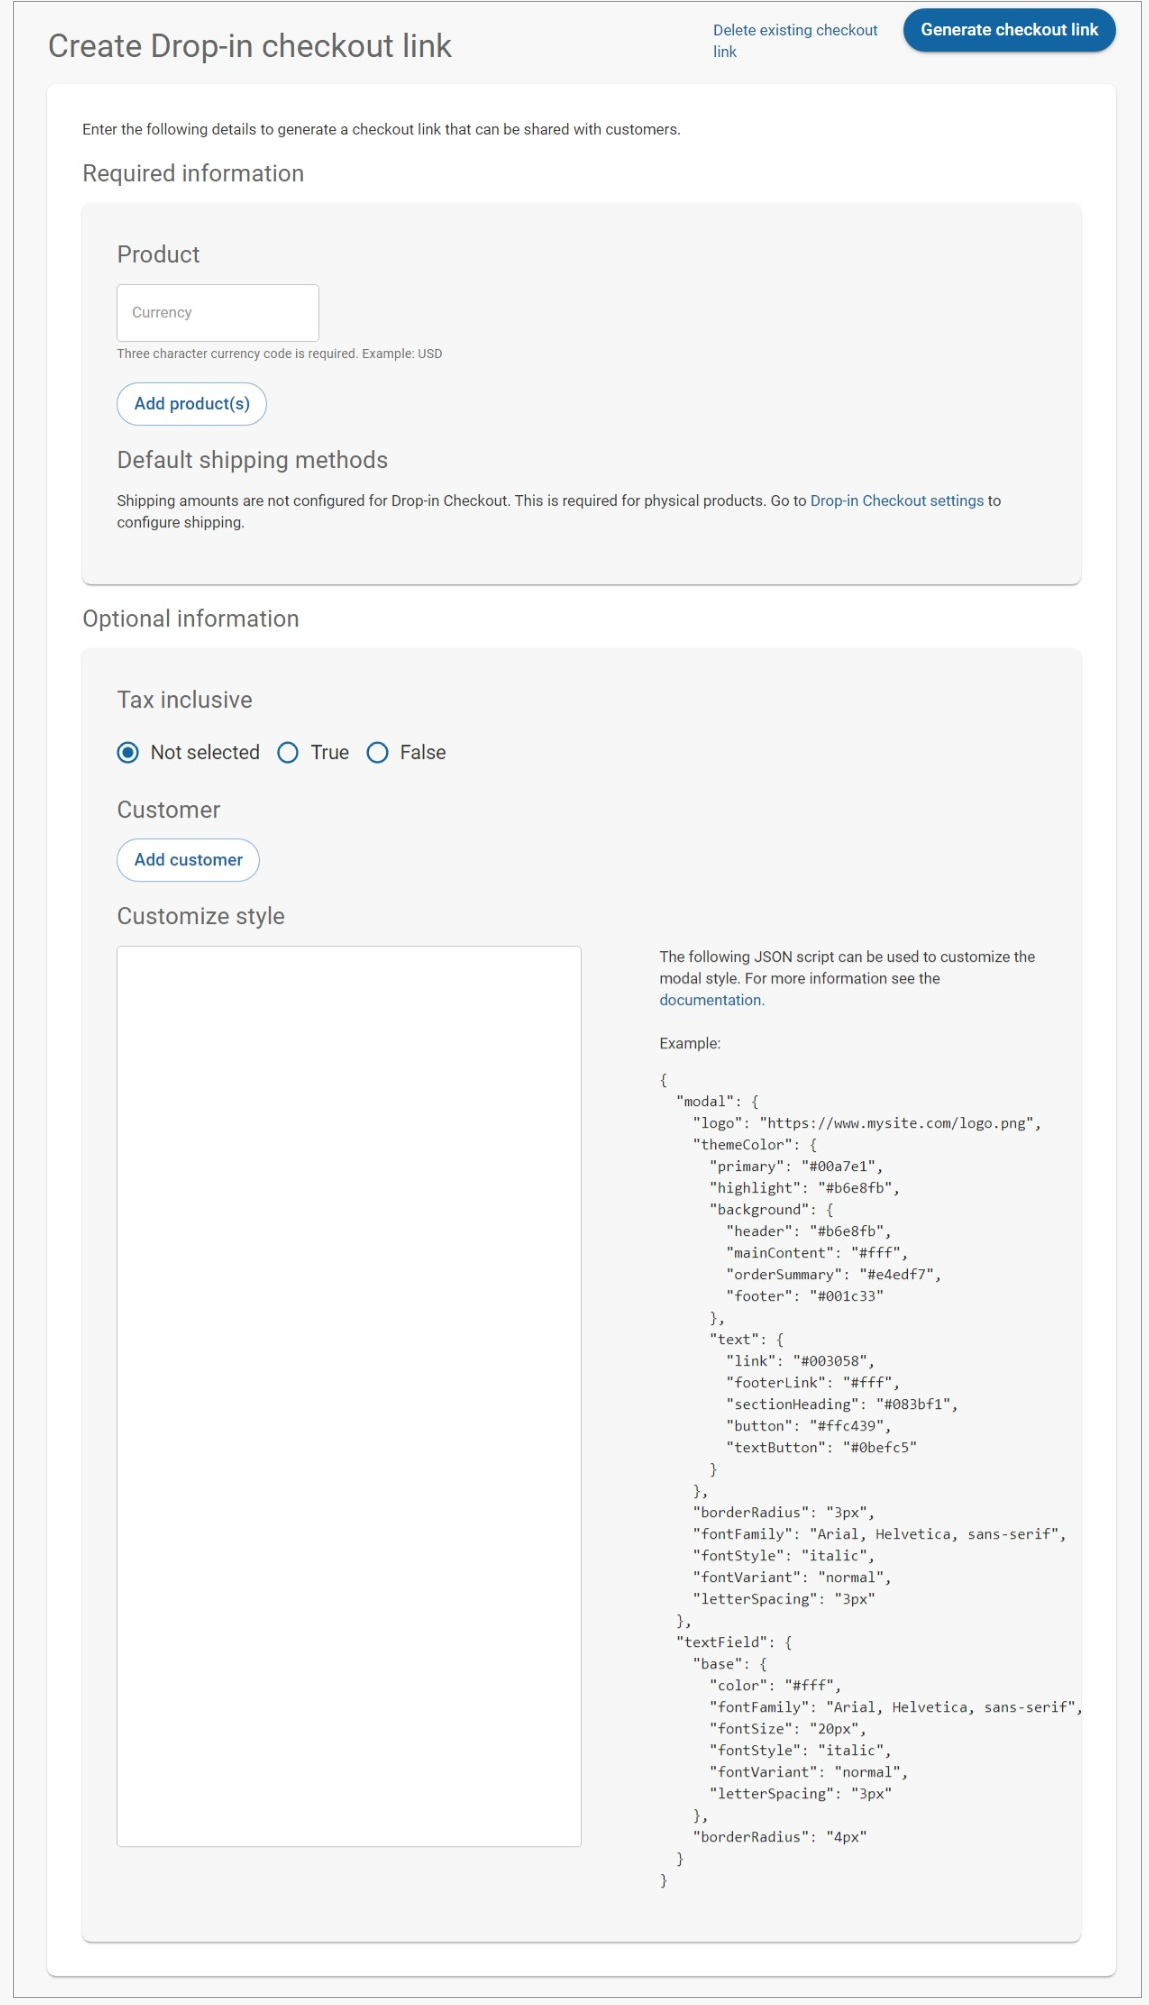 Create Drop-in checkout link
Delete existing checkout
link
Generate checkout link
Enter the following details to generate a checkout link that can be shared with customers.
Required information
Product
Currency
Three character currency code is required. Example: USD
Add product(s)
Default shipping methods
Shipping amounts are not configured for Drop-in Checkout. This is required for physical products. Go to Drop-in Checkout settings to
configure shipping.
Optional information
Tax inclusive
Not selected True False
Customer
Add customer
Customize style
The following JSON script can be used to customize the
modal style. For more information see the
documentation.
Example:
{
  "modal": {
    "logo": "https://www.mysite.com/logo.png",
    "themeColor": {
      "primary": "#00a7e1",
      "highlight": "#b6e8fb",
      "background": {
        "header": "#b6e8fb",
        "mainContent": "#fff",
        "orderSummary": "#e4edf7",
        "footer": "#001c33"
      },
      "text": {
        "link": "#003058",
        "footerLink": "#fff",
        "sectionHeading": "#083bf1",
        "button": "#ffc439",
        "textButton": "#0befc5"
      }
    },
    "borderRadius": "3px",
    "fontFamily": "Arial, Helvetica, sans-serif",
    "fontStyle": "italic",
    "fontVariant": "normal",
    "letterSpacing": "3px"
  },
  "textField": {
    "base": {
      "color": "#fff",
      "fontFamily": "Arial, Helvetica, sans-serif",
      "fontSize": "20px",
      "fontStyle": "italic",
      "fontVariant": "normal",
      "letterSpacing": "3px"
    },
    "borderRadius": "4px"
  }
}